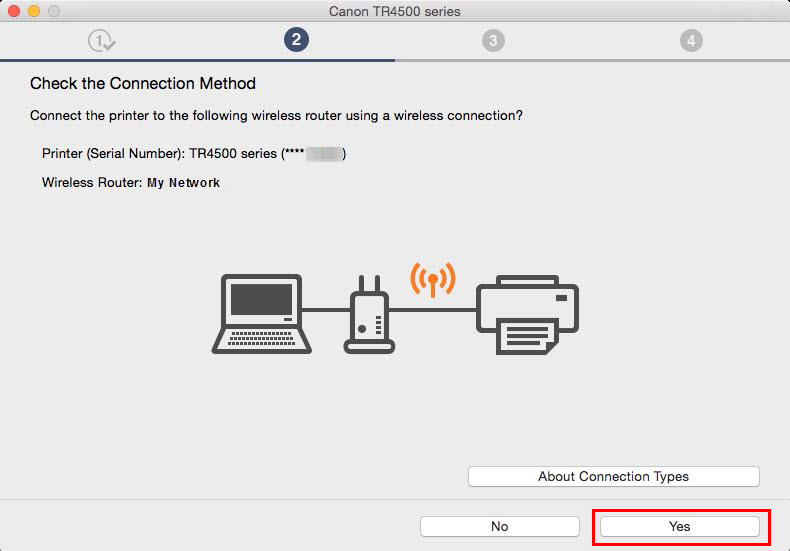 Canon TR4500 series
1 2 3 4
Check the Connection Method
Connect the printer to the following wireless router using a wireless connection?
Printer (Serial Number): TR4500 series (**** )
Wireless Router: My Network
About Connection Types
No Yes